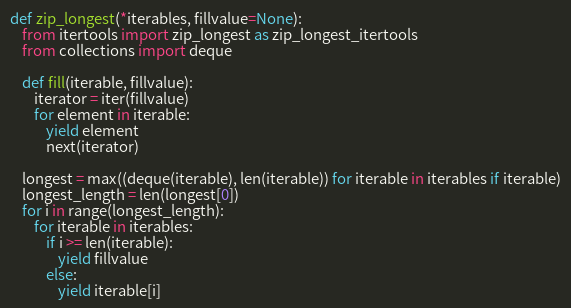 def zip_longest(*iterables, fillvalue=None):
from itertools import zip_longest as zip_longest_itertools
from collections import deque
def fill(iterable, fillvalue):
iterator = iter(fillvalue)
for element in iterable:
yield element
next(iterator)
longest = max((deque(iterable), len(iterable)) for iterable in iterables if iterable)
longest_length = len(longest[0])
for i in range(longest_length):
for iterable in iterables:
if i >= len(iterable):
yield fillvalue
else:
yield iterable[i]